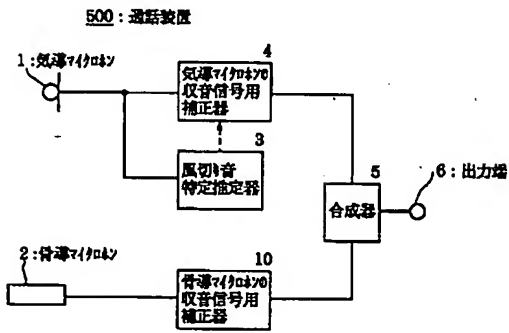 500：通話装置
1：気導マイクロホン
4
気導マイクロホンの
収音信号用
補正器
3
風切り音
特定推定器
5
合成器
6：出力端
2：骨導マイクロホン
10
骨導マイクロホンの
収音信号用
補正器